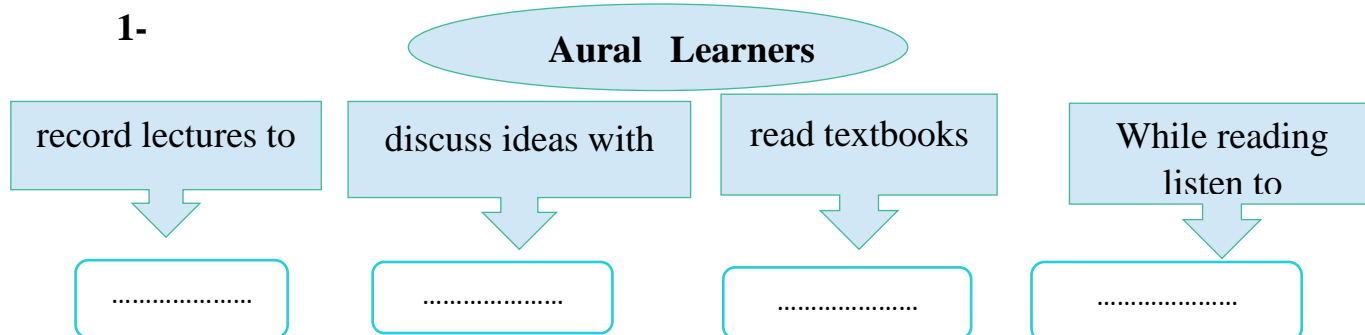 1-
Aural Learners
record lectures to
discuss ideas with
read textbooks
While reading
listen to
…………………
…………………
…………………
…………………